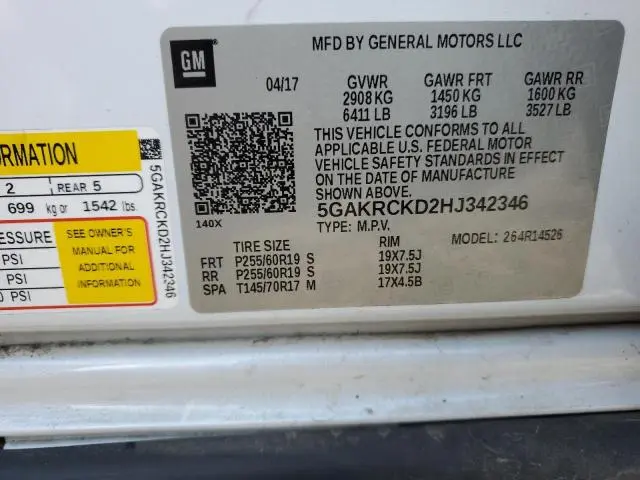 GM
MFD BY GENERAL MOTORS LLC
04/17 GVWR GAWR FRT GAWR RR
2908 KG 1450 KG 1600 KG
6411 LB 3196 LB 3527 LB
THIS VEHICLE CONFORMS TO ALL
APPLICABLE U.S. FEDERAL MOTOR
VEHICLE SAFETY STANDARDS IN EFFECT
ON THE DATE OF MANUFACTURE
SHOWN ABOVE.
140X
5GAKRCKD2HJ342346
TYPE: M.P.V. MODEL: 264R14526
TIRE SIZE RIM
FRT P255/60R19 S 19X7.5J
RR P255/60R19 S 19X7.5J
SPA T145/70R17 M 17X4.5B
ORMATION
2 REAR 5
699 kg or 1542 lbs.
PRESSURE
PSI
PSI
0 PSI
SEE OWNER'S
MANUAL FOR
ADDITIONAL
INFORMATION
5GAKRCKD2HJ342346